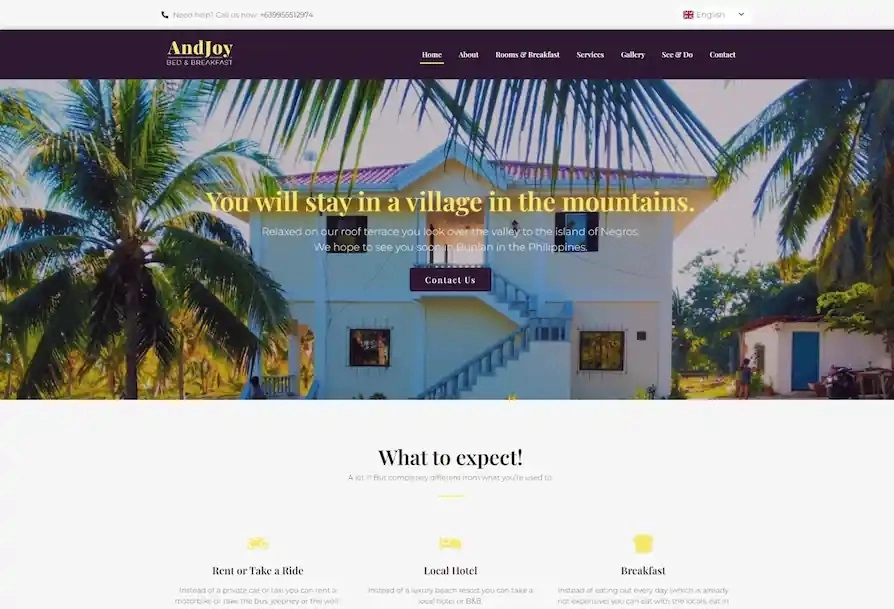 Need help? Call us now: +639955512974
English
AndJoy
BED & BREAKFAST
Home
About
Rooms & Breakfast
Services
Gallery
See & Do
Contact
You will stay in a village in the mountains.
Relaxed on our roof terrace you look over the valley to the island of Negros.
We hope to see you soon in in the Philippines.
Contact Us
What to expect!
A lot !! But completely different from what you're used to.
Rent or Take a Ride
Instead of a private car or taxi you can rent a
motorbike or take the bus, jeepney or the well
Local Hotel
Instead of a luxury beach resort you can take a
local hotel or B&B.
Breakfast
Instead of eating out every day (which is already
not expensive) you can eat with the locals, eat in